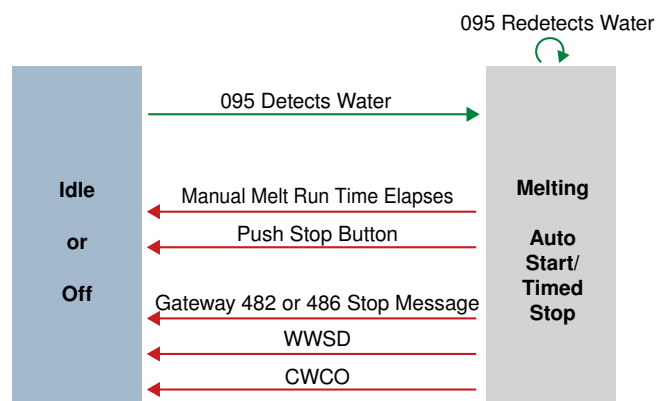 095 Redetects Water
095 Detects Water
Idle
or
Off
Manual Melt Run Time Elapses
Push Stop Button
Gateway 482 or 486 Stop Message
WWSD
CWCO
Melting
Auto
Start/
Timed
Stop